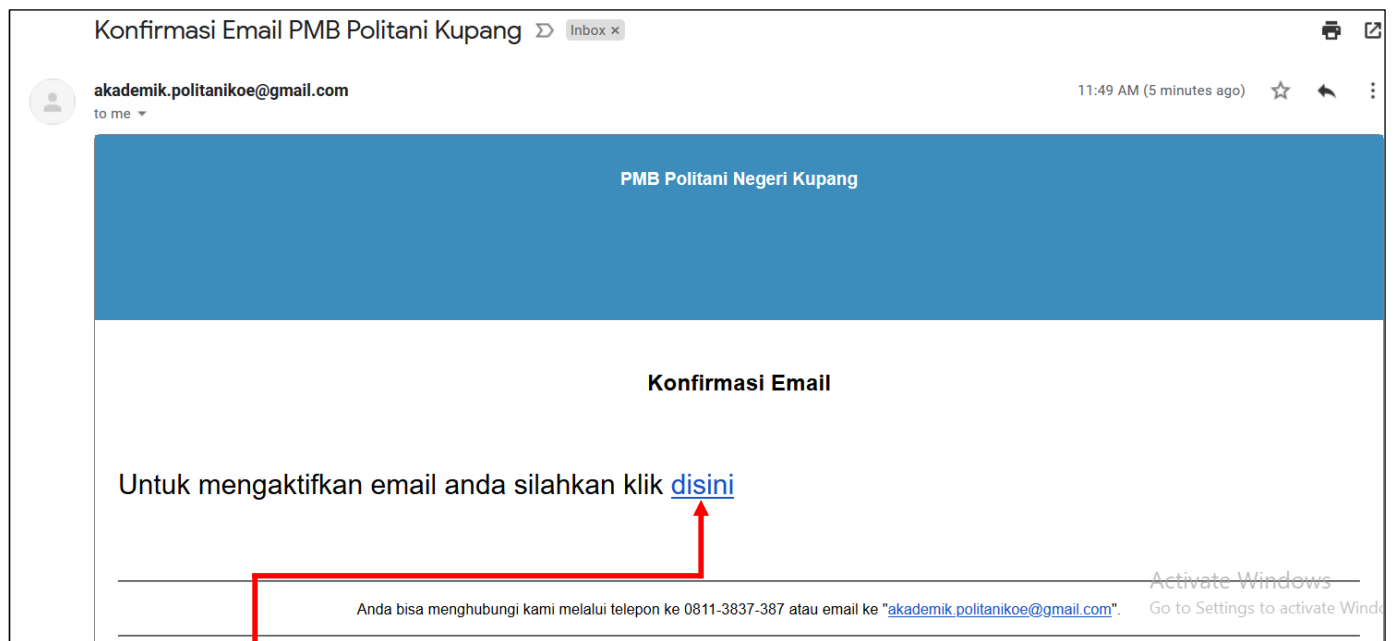 Konfirmasi Email PMB Politani Kupang Inbox ×
akademik.politanikoe@gmail.com 11:49 AM (5 minutes ago)
to me
PMB Politani Negeri Kupang
Konfirmasi Email
Untuk mengaktifkan email anda silahkan klik disini
Activate Windows
Anda bisa menghubungi kami melalui telepon ke 0811-3837-387 atau email ke "akademik.politanikoe@gmail.com".
Go to Settings to activate